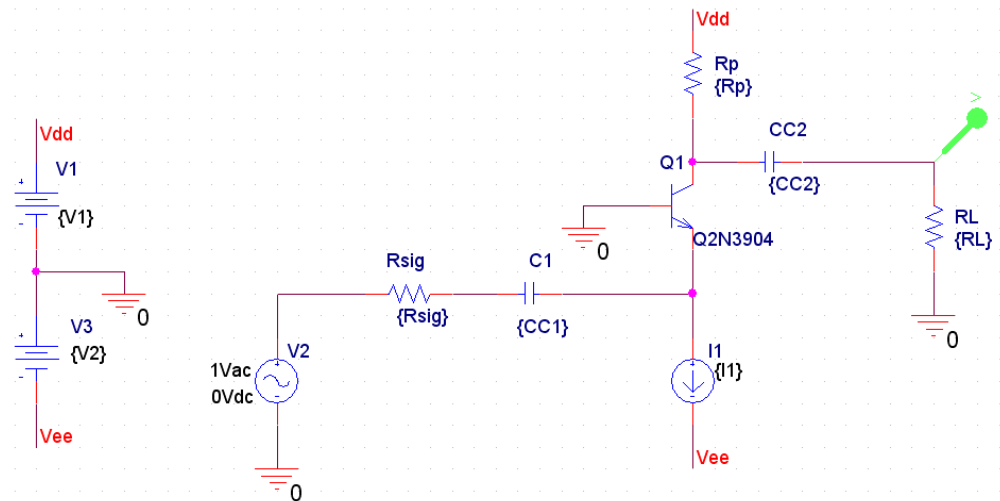 Vdd
Rp
{Rp}
CC2
{CC2}
>
Vdd
V1
+
-
{V1}
Q1
Q2N3904
0
RL
{RL}
0
0
Rsig
{Rsig}
C1
{CC1}
V3
+
-
{V2}
Vee
V2
1Vac
0Vdc
+
-
0
I1
{I1}
+
-
Vee